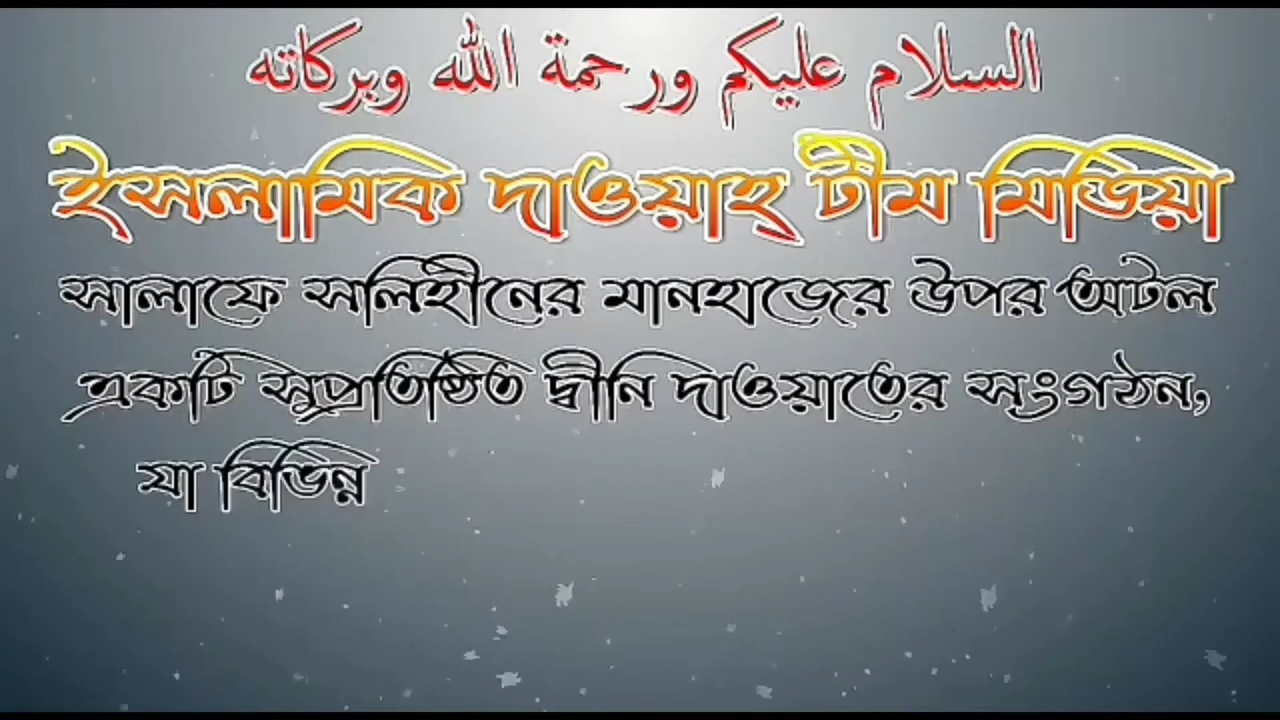 السلام عليكم ورحمة الله وبركاته
ইসলামিক দাওয়াহ্ টীম মিডিয়া
সালাফে সলিহীনের মানহাজের উপর অটল
একটি সুপ্রতিষ্ঠিত দ্বীনি দাওয়াতের সংগঠন,
যা বিভিন্ন